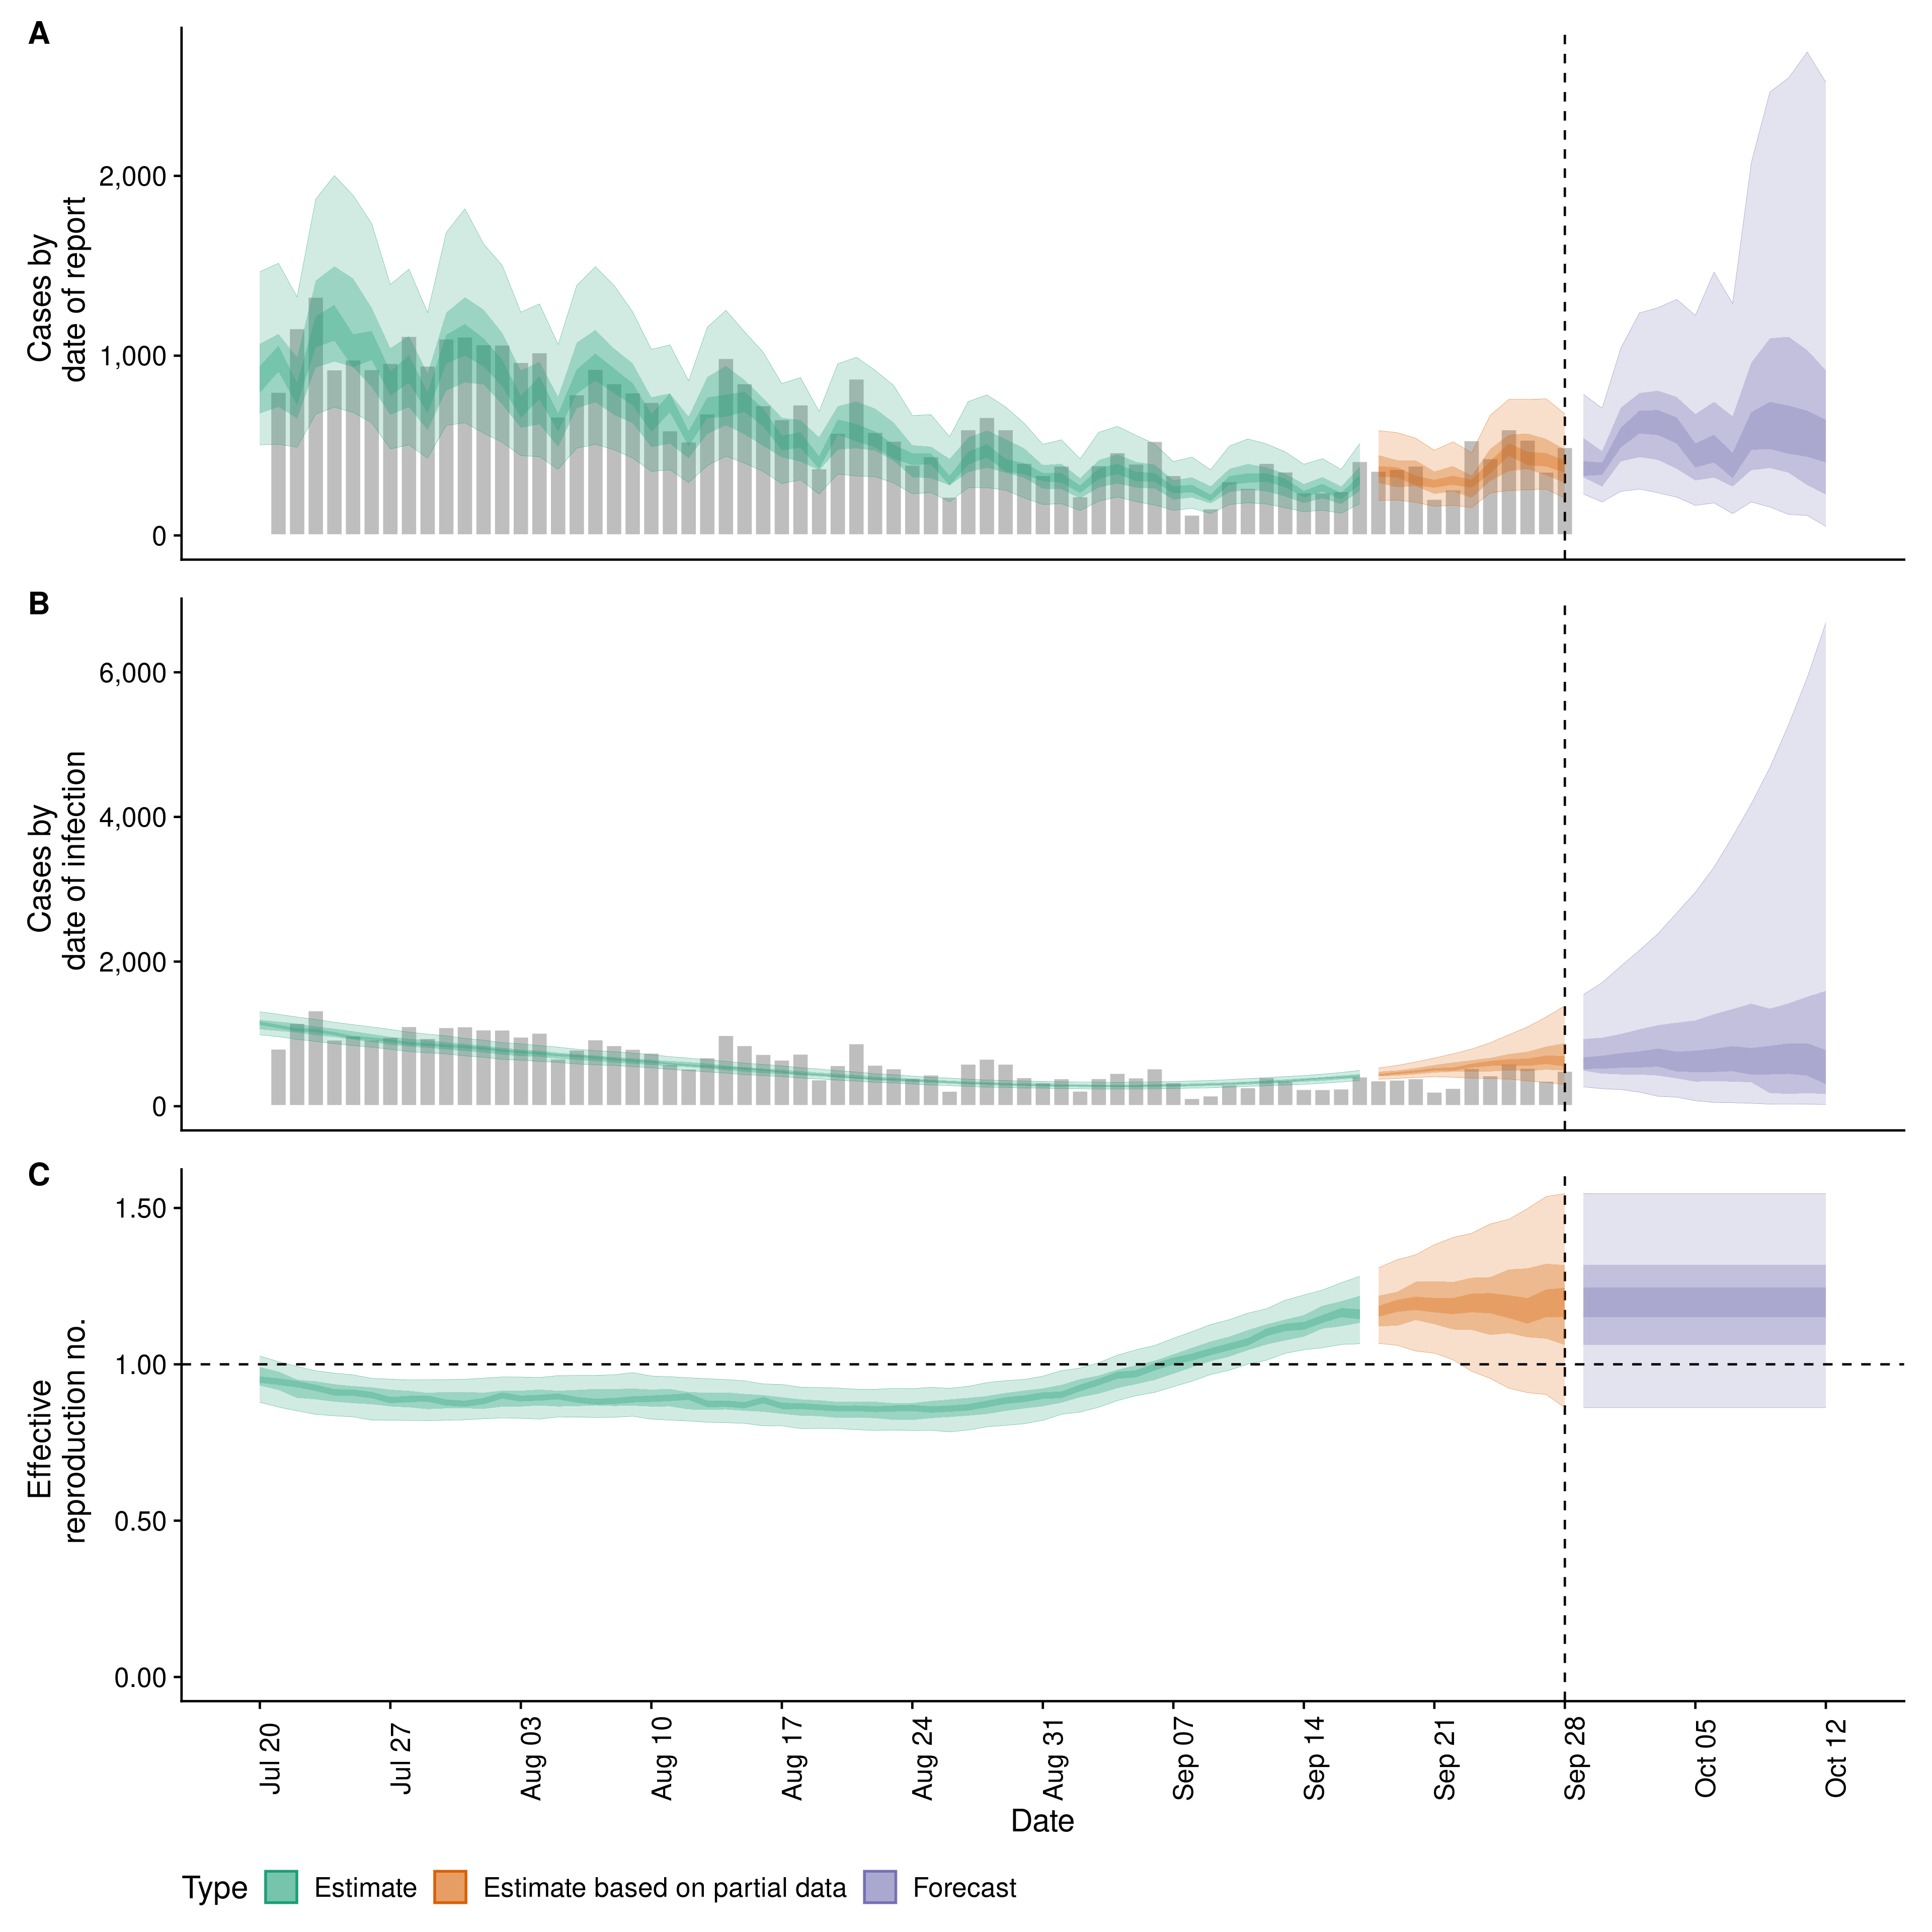 A
Cases by
date of report
2,000
1,000
0
B
Cases by
date of infection
6,000
4,000
2,000
0
C
Effective
reproduction no.
1.50
1.00
0.50
0.00
Jul 20
Jul 27
Aug 03
Aug 10
Aug 17
Aug 24
Aug 31
Sep 07
Sep 14
Sep 21
Sep 28
Oct 05
Oct 12
Date
Type Estimate Estimate based on partial data Forecast